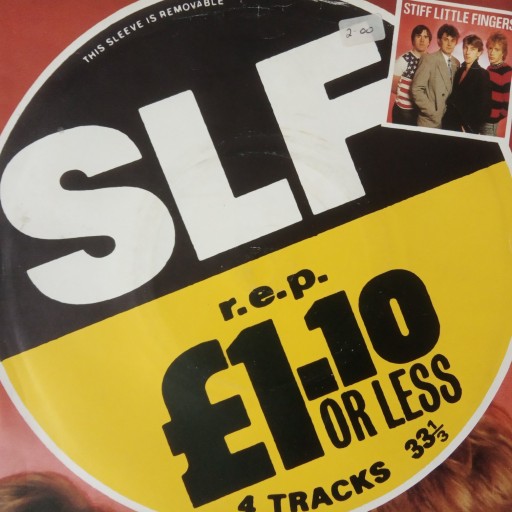 THIS SLEEVE IS REMOVABLE
2.00
STIFF LITTLE FINGERS
SLF
r.e.p.
£1.10
OR LESS
4 TRACKS 33⅓